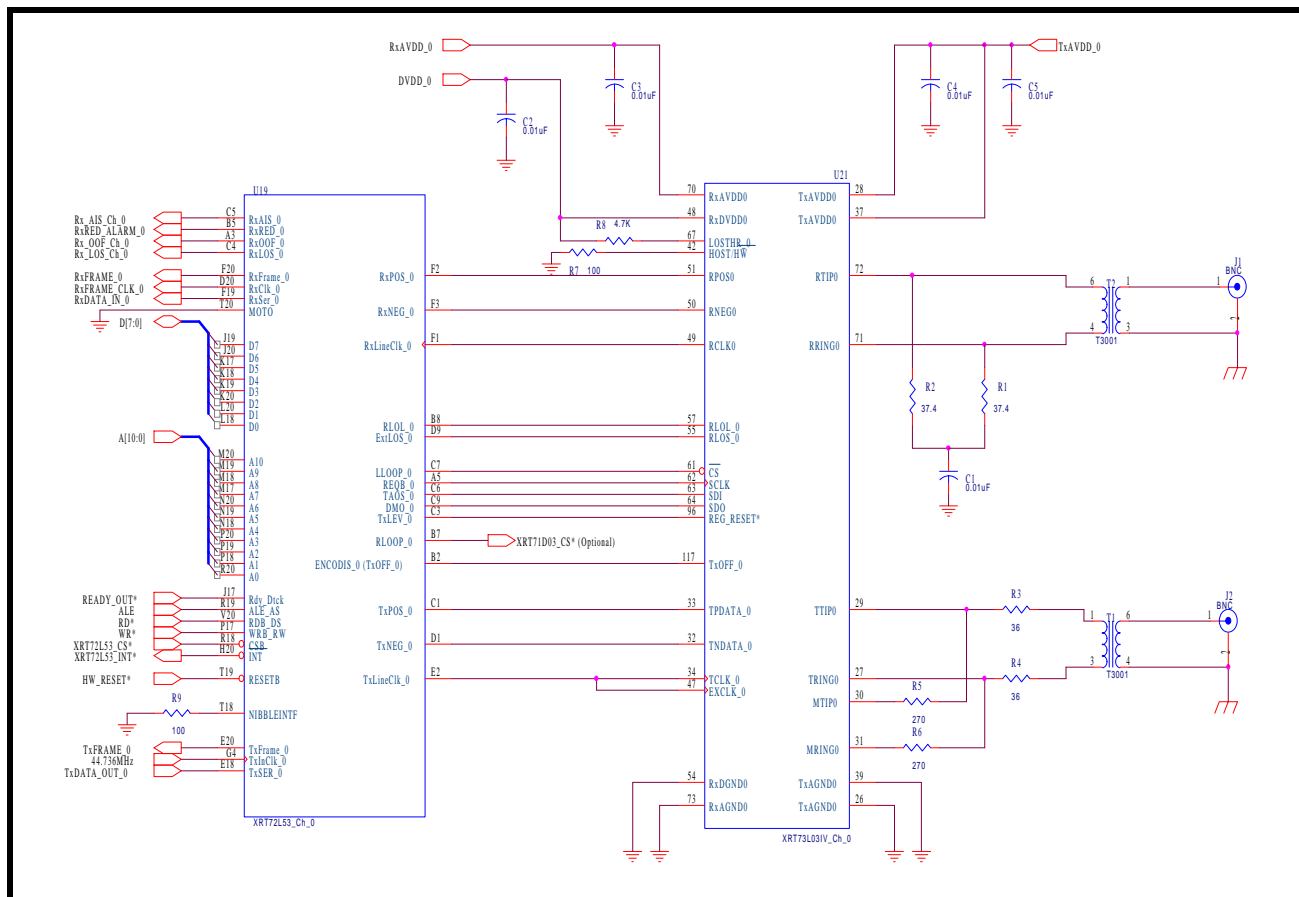 RxAVDD_0
TxAVDD_0
DVDD_0
C3
0.01uF
C4
0.01uF
C5
0.01uF
C2
0.01uF
U19
Rx_AIS_Ch_0 C5 RxAIS_0
RxRED_ALARM_0 B5 RxRED_0
Rx_OOF_Ch_0 A3 RxOOF_0
Rx_LOS_Ch_0 C4 RxLOS_0
RxFRAME_0 F20 RxFrame_0
RxFRAME_CLK_0 D20 RxClk_0
RxDATA_IN_0 F19 RxSer_0
T20 MOTO
D[7:0]
J19 D7
J20 D6
K17 D5
K18 D4
K19 D3
K20 D2
L20 D1
L18 D0
A[10:0]
M20 A10
M19 A9
M18 A8
M17 A7
N20 A6
N19 A5
N18 A4
P20 A3
P19 A2
P18 A1
R20 A0
READY_OUT* J17 Rdy_Dtck
ALE R19 ALE_AS
RD* V20 RDB_DS
WR* P17 WRB_RW
XRT72L53_CS* R18 CSB
XRT72L53_INT* H20 INT
HW_RESET* T19 RESETB
R9
100
T18 NIBBLEINTF
TxFRAME_0 E20 TxFrame_0
44.736MHz G4 TxInClk_0
TxDATA_OUT_0 E18 TxSER_0
XRT72L53_Ch_0
RxPOS_0 F2
RxNEG_0 F3
RxLineClk_0 F1
RLOL_0 B8
ExtLOS_0 D9
LLOOP_0 C7
REQB_0 A5
TAOS_0 C6
DMO_0 C9
TxLEV_0 C3
RLOOP_0 B7 XRT71D03_CS* (Optional)
ENCODIS_0 (TxOFF_0) B2
TxPOS_0 C1
TxNEG_0 D1
TxLineClk_0 E2
R8 4.7K
R7 100
U21
70 RxAVDD0
48 RxDVDD0
67 LOSTHR_0
42 HOST/HW
51 RPOS0
50 RNEG0
49 RCLK0
57 RLOL_0
55 RLOS_0
61 CS
62 SCLK
63 SDI
64 SDO
96 REG_RESET*
117 TxOFF_0
33 TPDATA_0
32 TNDATA_0
34 TCLK_0
47 EXCLK_0
54 RxDGND0
73 RxAGND0
TxAVDD0 28
TxAVDD0 37
RTIP0 72
RRING0 71
TTIP0 29
TRING0 27
MTIP0 30
MRING0 31
TxAGND0 39
TxAGND0 26
XRT73L03IV_Ch_0
R2
37.4
R1
37.4
C1
0.01uF
6 T2 1
4 3
T3001
J1
BNC
1
2
R3
36
R4
36
R5
270
R6
270
1 T1 6
3 4
T3001
J2
BNC
1
2